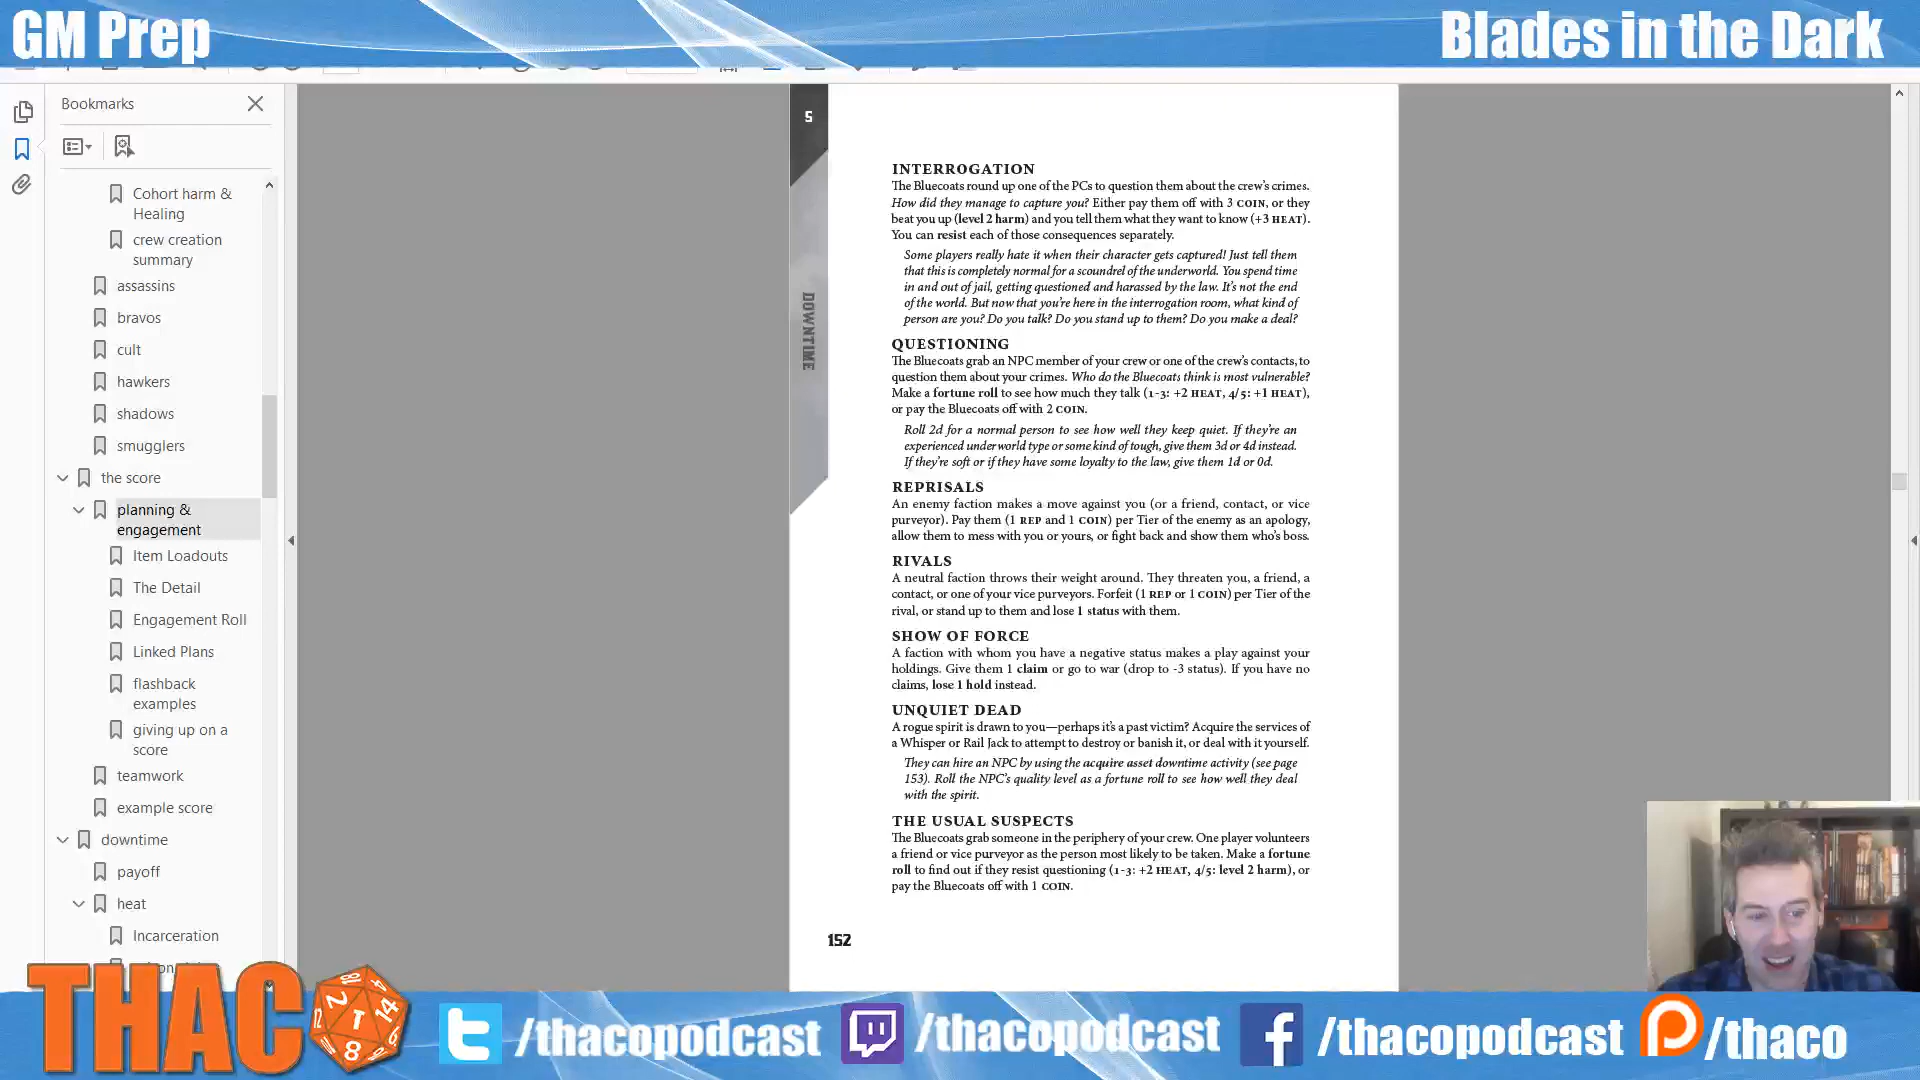 GM Prep
Blades in the Dark
Bookmarks
Cohort harm &
Healing
crew creation
summary
assassins
bravos
cult
hawkers
shadows
smugglers
the score
planning &
engagement
Item Loadouts
The Detail
Engagement Roll
Linked Plans
flashback
examples
giving up on a
score
teamwork
example score
downtime
payoff
heat
Incarceration
5
DOWNTIME
INTERROGATION
The Bluecoats round up one of the PCs to question them about the crew's crimes.
How did they manage to capture you? Either pay them off with 3 COIN, or they
beat you up (level 2 harm) and you tell them what they want to know (+3 HEAT).
You can resist each of those consequences separately.
Some players really hate it when their character gets captured! Just tell them
that this is completely normal for a scoundrel of the underworld. You spend time
in and out of jail, getting questioned and harassed by the law. It's not the end
of the world. But now that you're here in the interrogation room, what kind of
person are you? Do you talk? Do you stand up to them? Do you make a deal?
QUESTIONING
The Bluecoats grab an NPC member of your crew or one of the crew's contacts, to
question them about your crimes. Who do the Bluecoats think is most vulnerable?
Make a fortune roll to see how much they talk (1-3: +2 HEAT, 4/5: +1 HEAT),
or pay the Bluecoats off with 2 COIN.
Roll 2d for a normal person to see how well they keep quiet. If they're an
experienced underworld type or some kind of tough, give them 3d or 4d instead.
If they're soft or if they have some loyalty to the law, give them 1d or 0d.
REPRISALS
An enemy faction makes a move against you (or a friend, contact, or vice
purveyor). Pay them (1 REP and 1 COIN) per Tier of the enemy as an apology,
allow them to mess with you or yours, or fight back and show them who's boss.
RIVALS
A neutral faction throws their weight around. They threaten you, a friend, a
contact, or one of your vice purveyors. Forfeit (1 REP or 1 COIN) per Tier of the
rival, or stand up to them and lose 1 status with them.
SHOW OF FORCE
A faction with whom you have a negative status makes a play against your
holdings. Give them 1 claim or go to war (drop to -3 status). If you have no
claims, lose 1 hold instead.
UNQUIET DEAD
A rogue spirit is drawn to you—perhaps it's a past victim? Acquire the services of
a Whisper or Rail Jack to attempt to destroy or banish it, or deal with it yourself.
They can hire an NPC by using the acquire asset downtime activity (see page
153). Roll the NPC's quality level as a fortune roll to see how well they deal
with the spirit.
THE USUAL SUSPECTS
The Bluecoats grab someone in the periphery of your crew. One player volunteers
a friend or vice purveyor as the person most likely to be taken. Make a fortune
roll to find out if they resist questioning (1-3: +2 HEAT, 4/5: level 2 harm), or
pay the Bluecoats off with 1 COIN.
152
THAC
T
2
8
14
12
/thacopodcast
/thacopodcast
/thacopodcast
/thaco